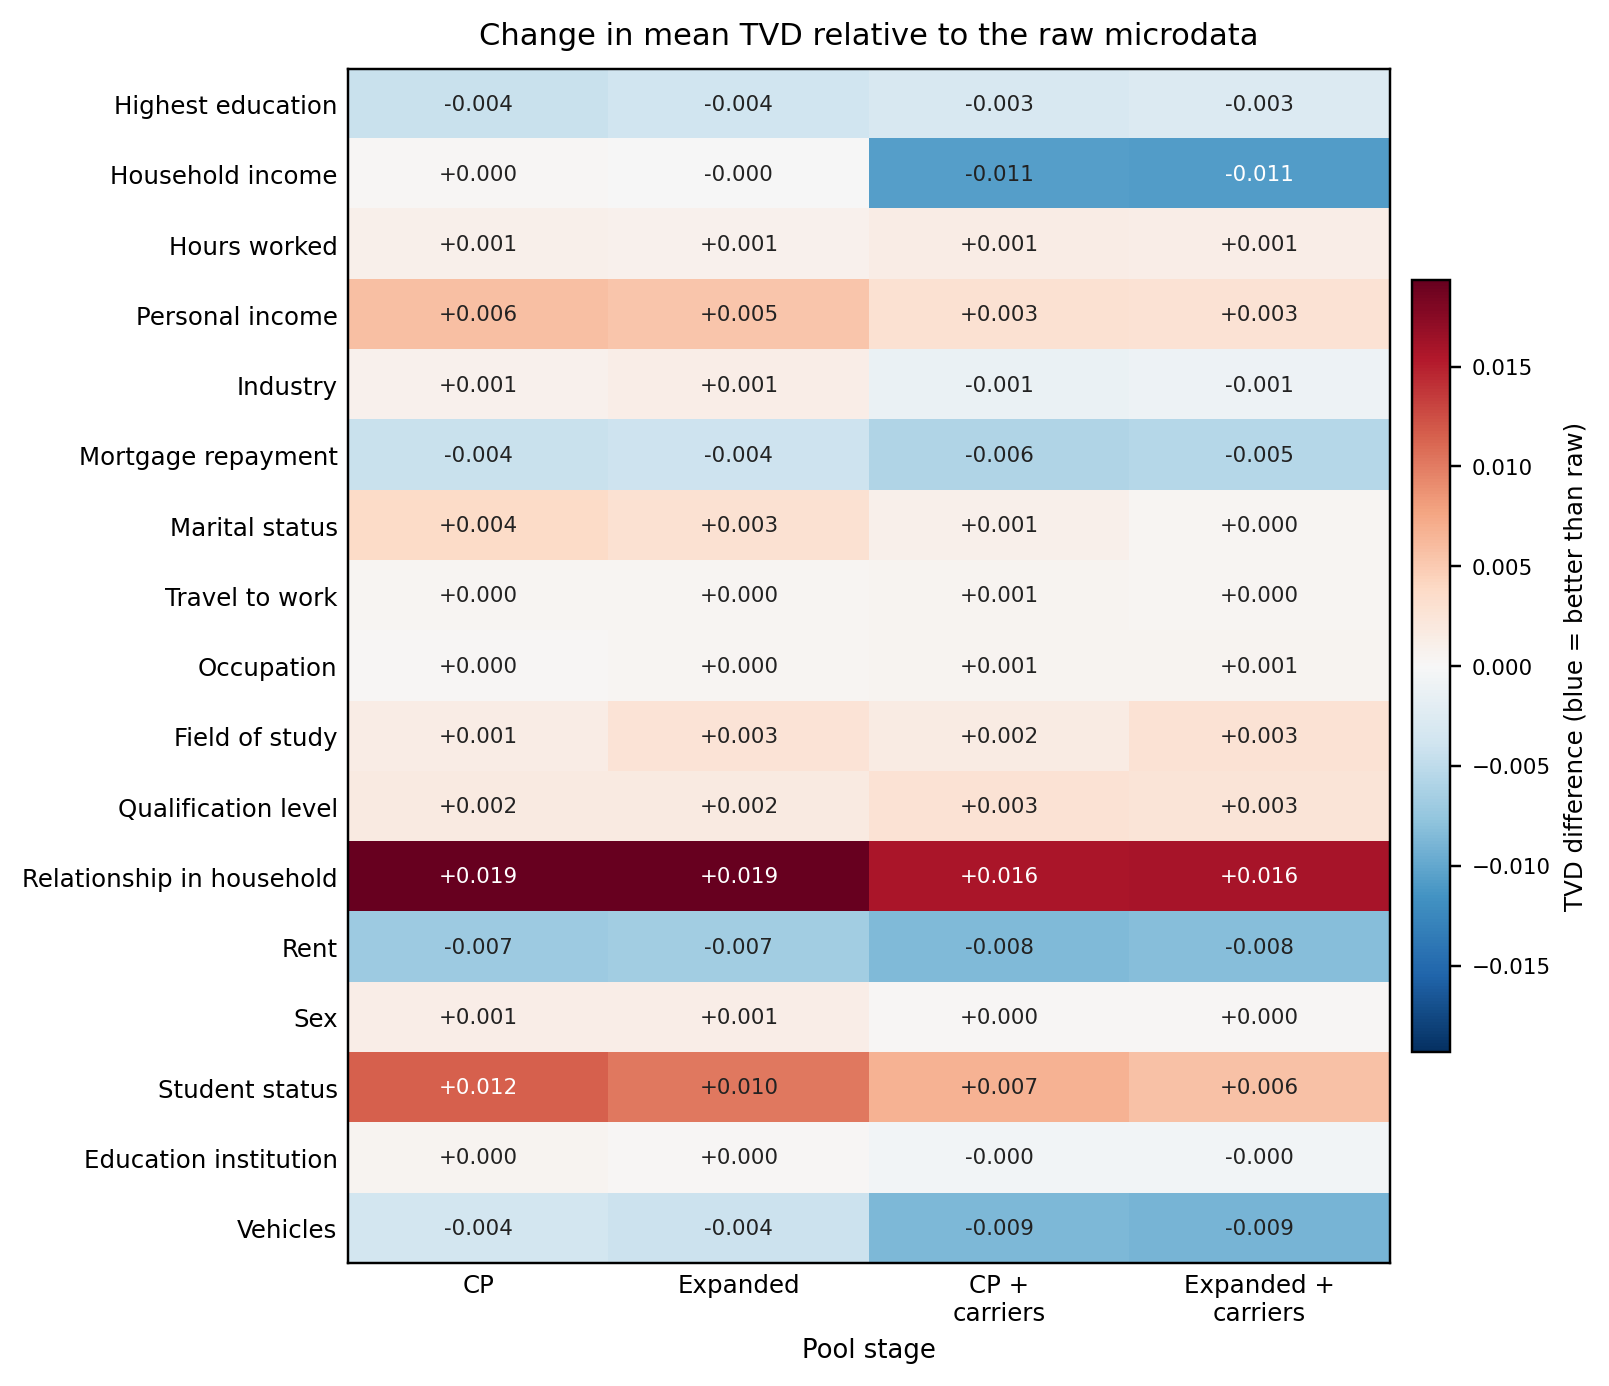 Change in mean TVD relative to the raw microdata
Highest education -0.004 -0.004 -0.003 -0.003
Household income +0.000 -0.000 -0.011 -0.011
Hours worked +0.001 +0.001 +0.001 +0.001
Personal income +0.006 +0.005 +0.003 +0.003
Industry +0.001 +0.001 -0.001 -0.001
Mortgage repayment -0.004 -0.004 -0.006 -0.005
Marital status +0.004 +0.003 +0.001 +0.000
Travel to work +0.000 +0.000 +0.001 +0.000
Occupation +0.000 +0.000 +0.001 +0.001
Field of study +0.001 +0.003 +0.002 +0.003
Qualification level +0.002 +0.002 +0.003 +0.003
Relationship in household +0.019 +0.019 +0.016 +0.016
Rent -0.007 -0.007 -0.008 -0.008
Sex +0.001 +0.001 +0.000 +0.000
Student status +0.012 +0.010 +0.007 +0.006
Education institution +0.000 +0.000 -0.000 -0.000
Vehicles -0.004 -0.004 -0.009 -0.009
CP Expanded CP + Expanded +
carriers carriers
Pool stage
0.015
0.010
0.005
0.000
−0.005
−0.010
−0.015
TVD difference (blue = better than raw)